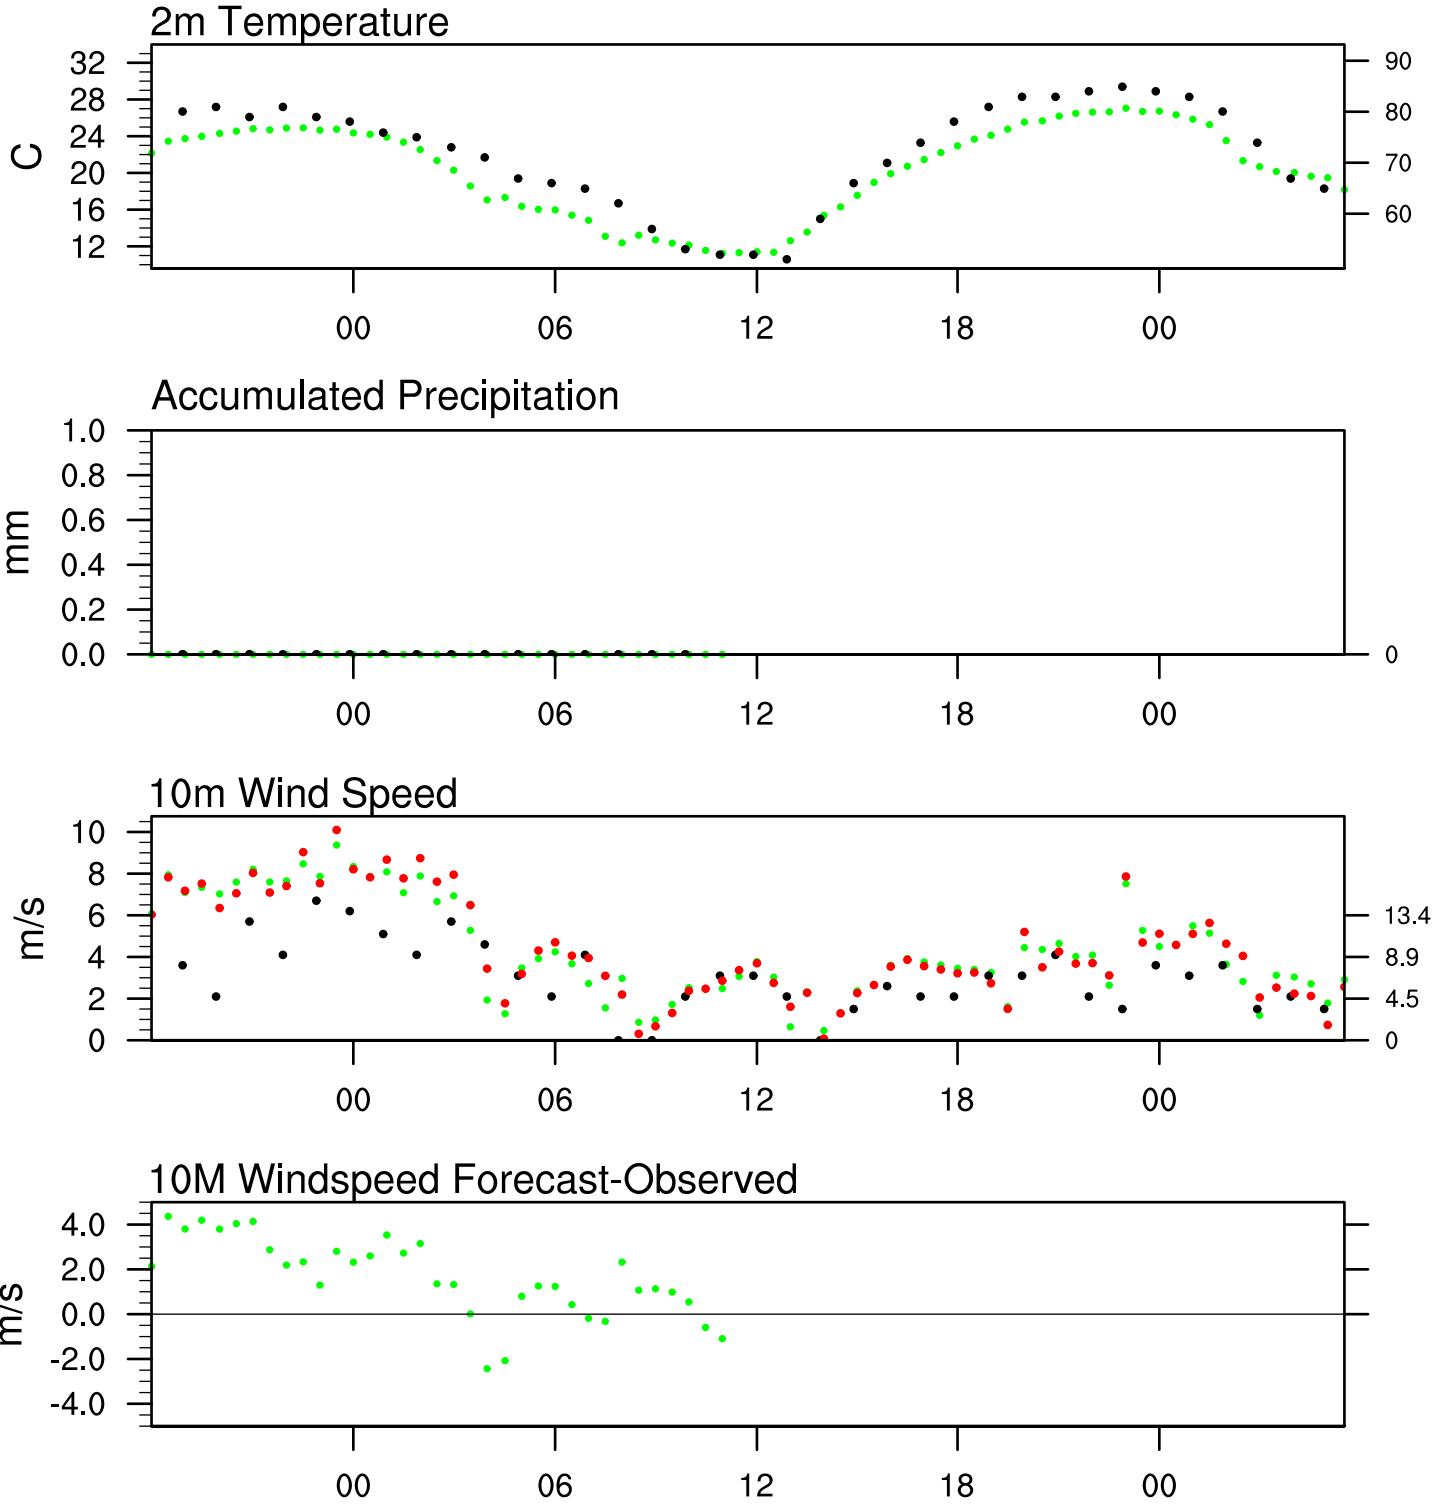 2m Temperature
32
28
24
20
16
12
C
90
80
70
60
00 06 12 18 00
Accumulated Precipitation
1.0
0.8
0.6
0.4
0.2
0.0
mm
0
00 06 12 18 00
10m Wind Speed
10
8
6
4
2
0
m/s
13.4
8.9
4.5
0
00 06 12 18 00
10M Windspeed Forecast-Observed
4.0
2.0
0.0
-2.0
-4.0
m/s
00 06 12 18 00